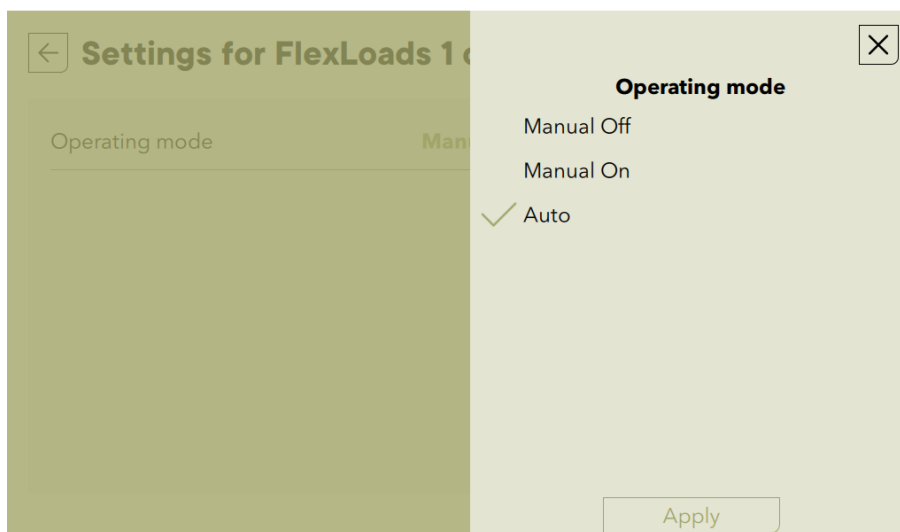 Settings for FlexLoads 1
Operating mode
Operating mode
Manual Off
Manual On
Auto
Apply